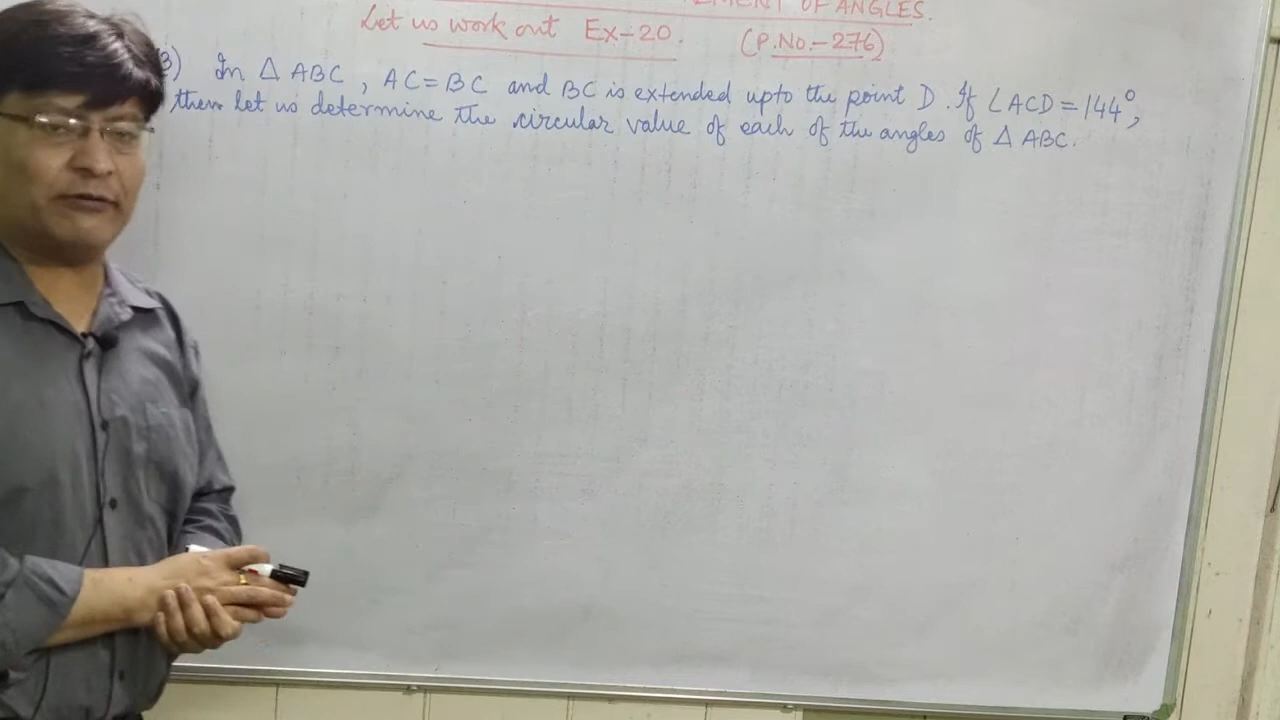 OF ANGLES.
Let us work out Ex-20. (P.No.-276)
3) In △ ABC, AC=BC and BC is extended upto the point D. If ∠ACD=144°,
then let us determine the circular value of each of the angles of △ ABC.